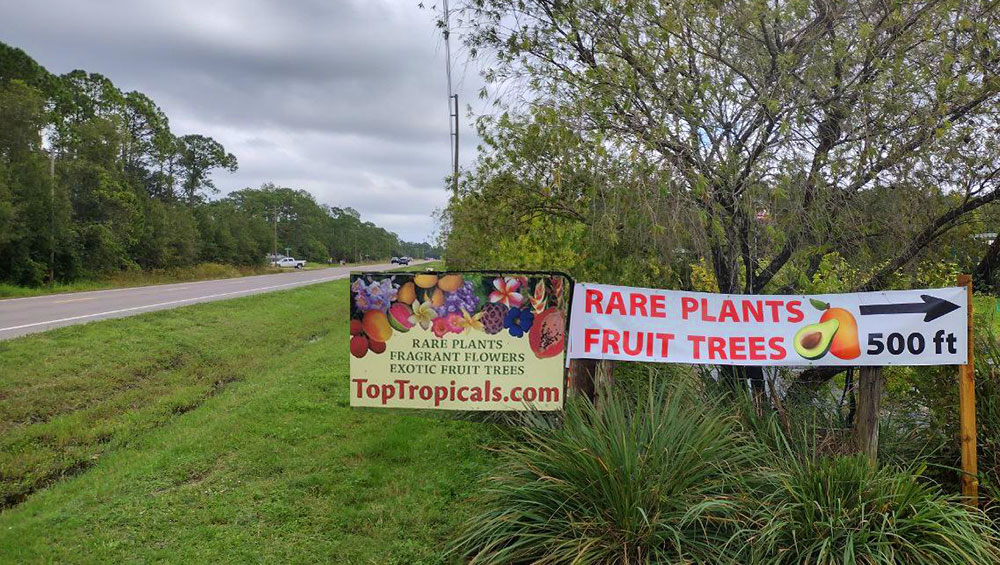 RARE PLANTS
FRAGRANT FLOWERS
EXOTIC FRUIT TREES
TopTropicals.com
RARE PLANTS
FRUIT TREES
500 ft